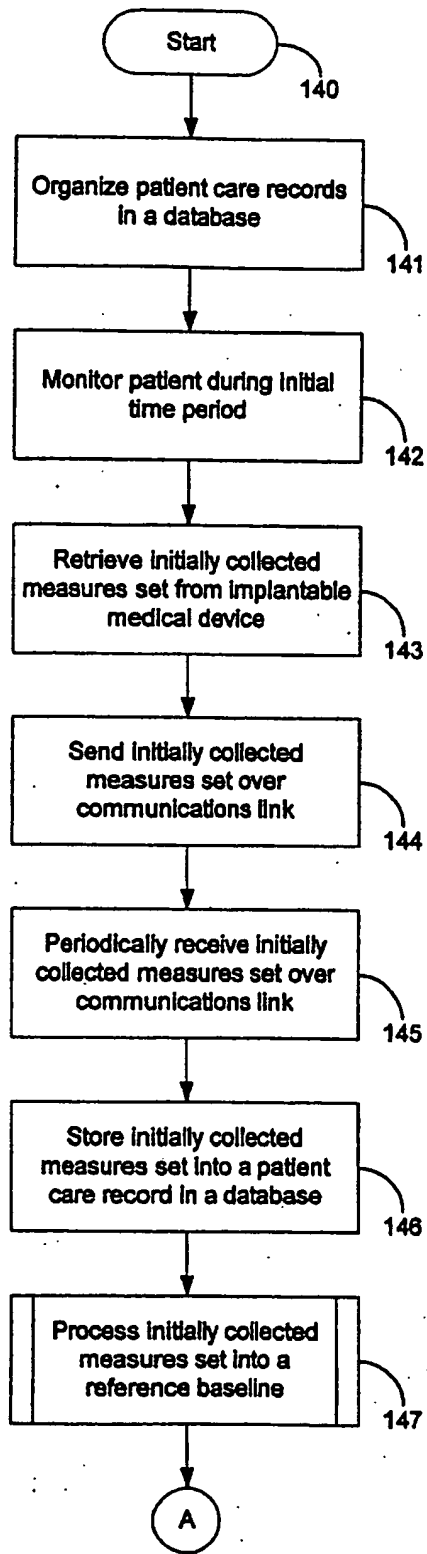 Start
140
Organize patient care records
in a database
141
Monitor patient during initial
time period
142
Retrieve initially collected
measures set from implantable
medical device
143
Send initially collected
measures set over
communications link
144
Periodically receive initially
collected measures set over
communications link
145
Store initially collected
measures set into a patient
care record in a database
146
Process initially collected
measures set into a
reference baseline
147
A